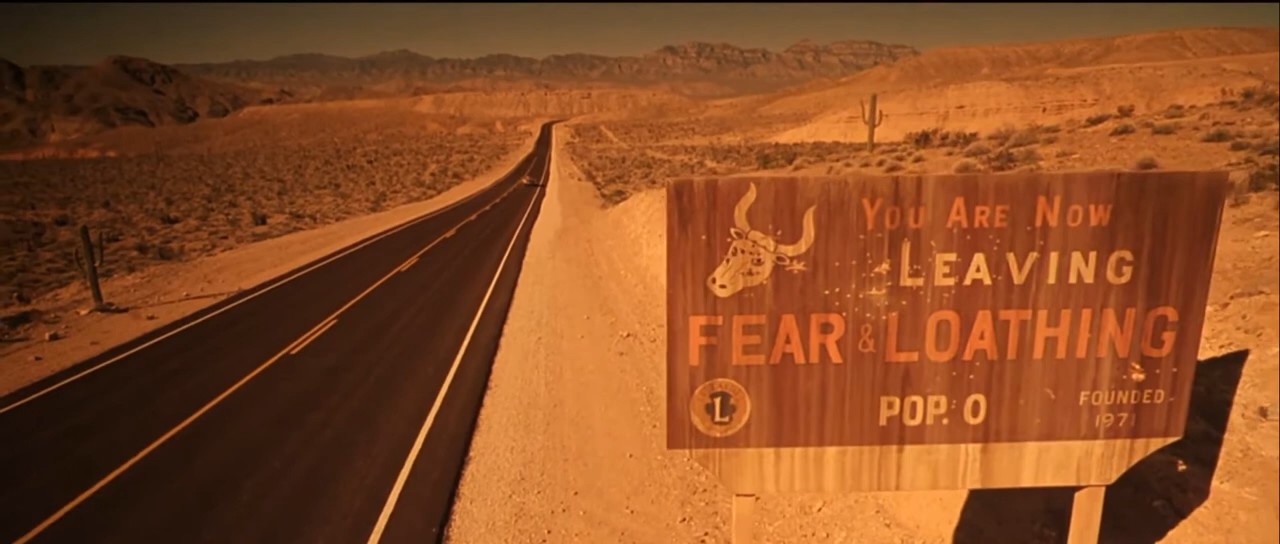 You Are Now
LEAVING
FEAR & LOATHING
L
POP. 0
FOUNDED
1971